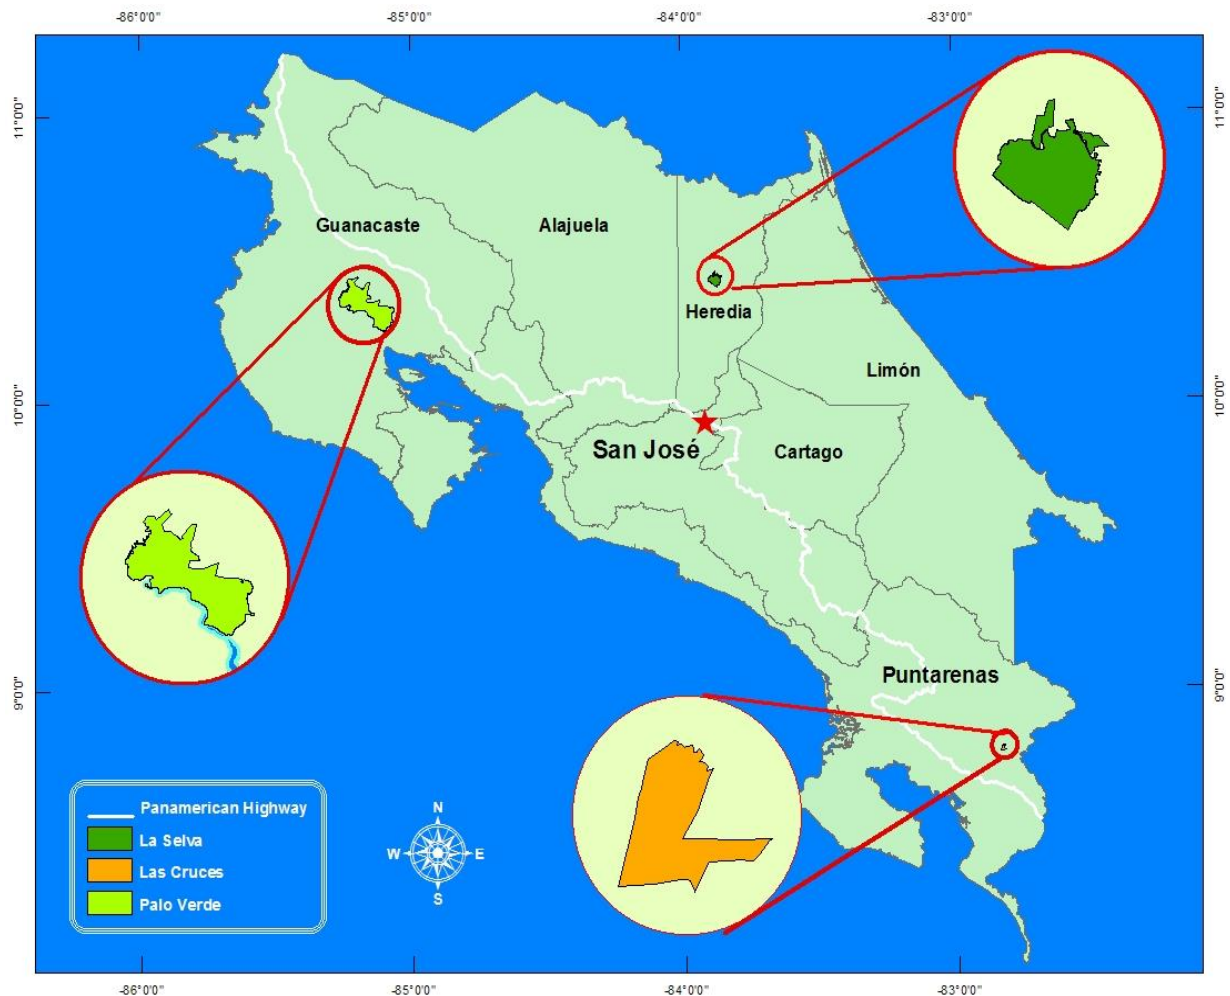 -86°0'0"
-85°0'0"
-84°0'0"
-83°0'0"
11°0'0"
11°0'0"
Guanacaste
Alajuela
Heredia
Limón
10°0'0"
10°0'0"
San José
Cartago
Puntarenas
9°0'0"
9°0'0"
Panamerican Highway
La Selva
Las Cruces
Palo Verde
N
W
E
S
-86°0'0"
-85°0'0"
-84°0'0"
-83°0'0"